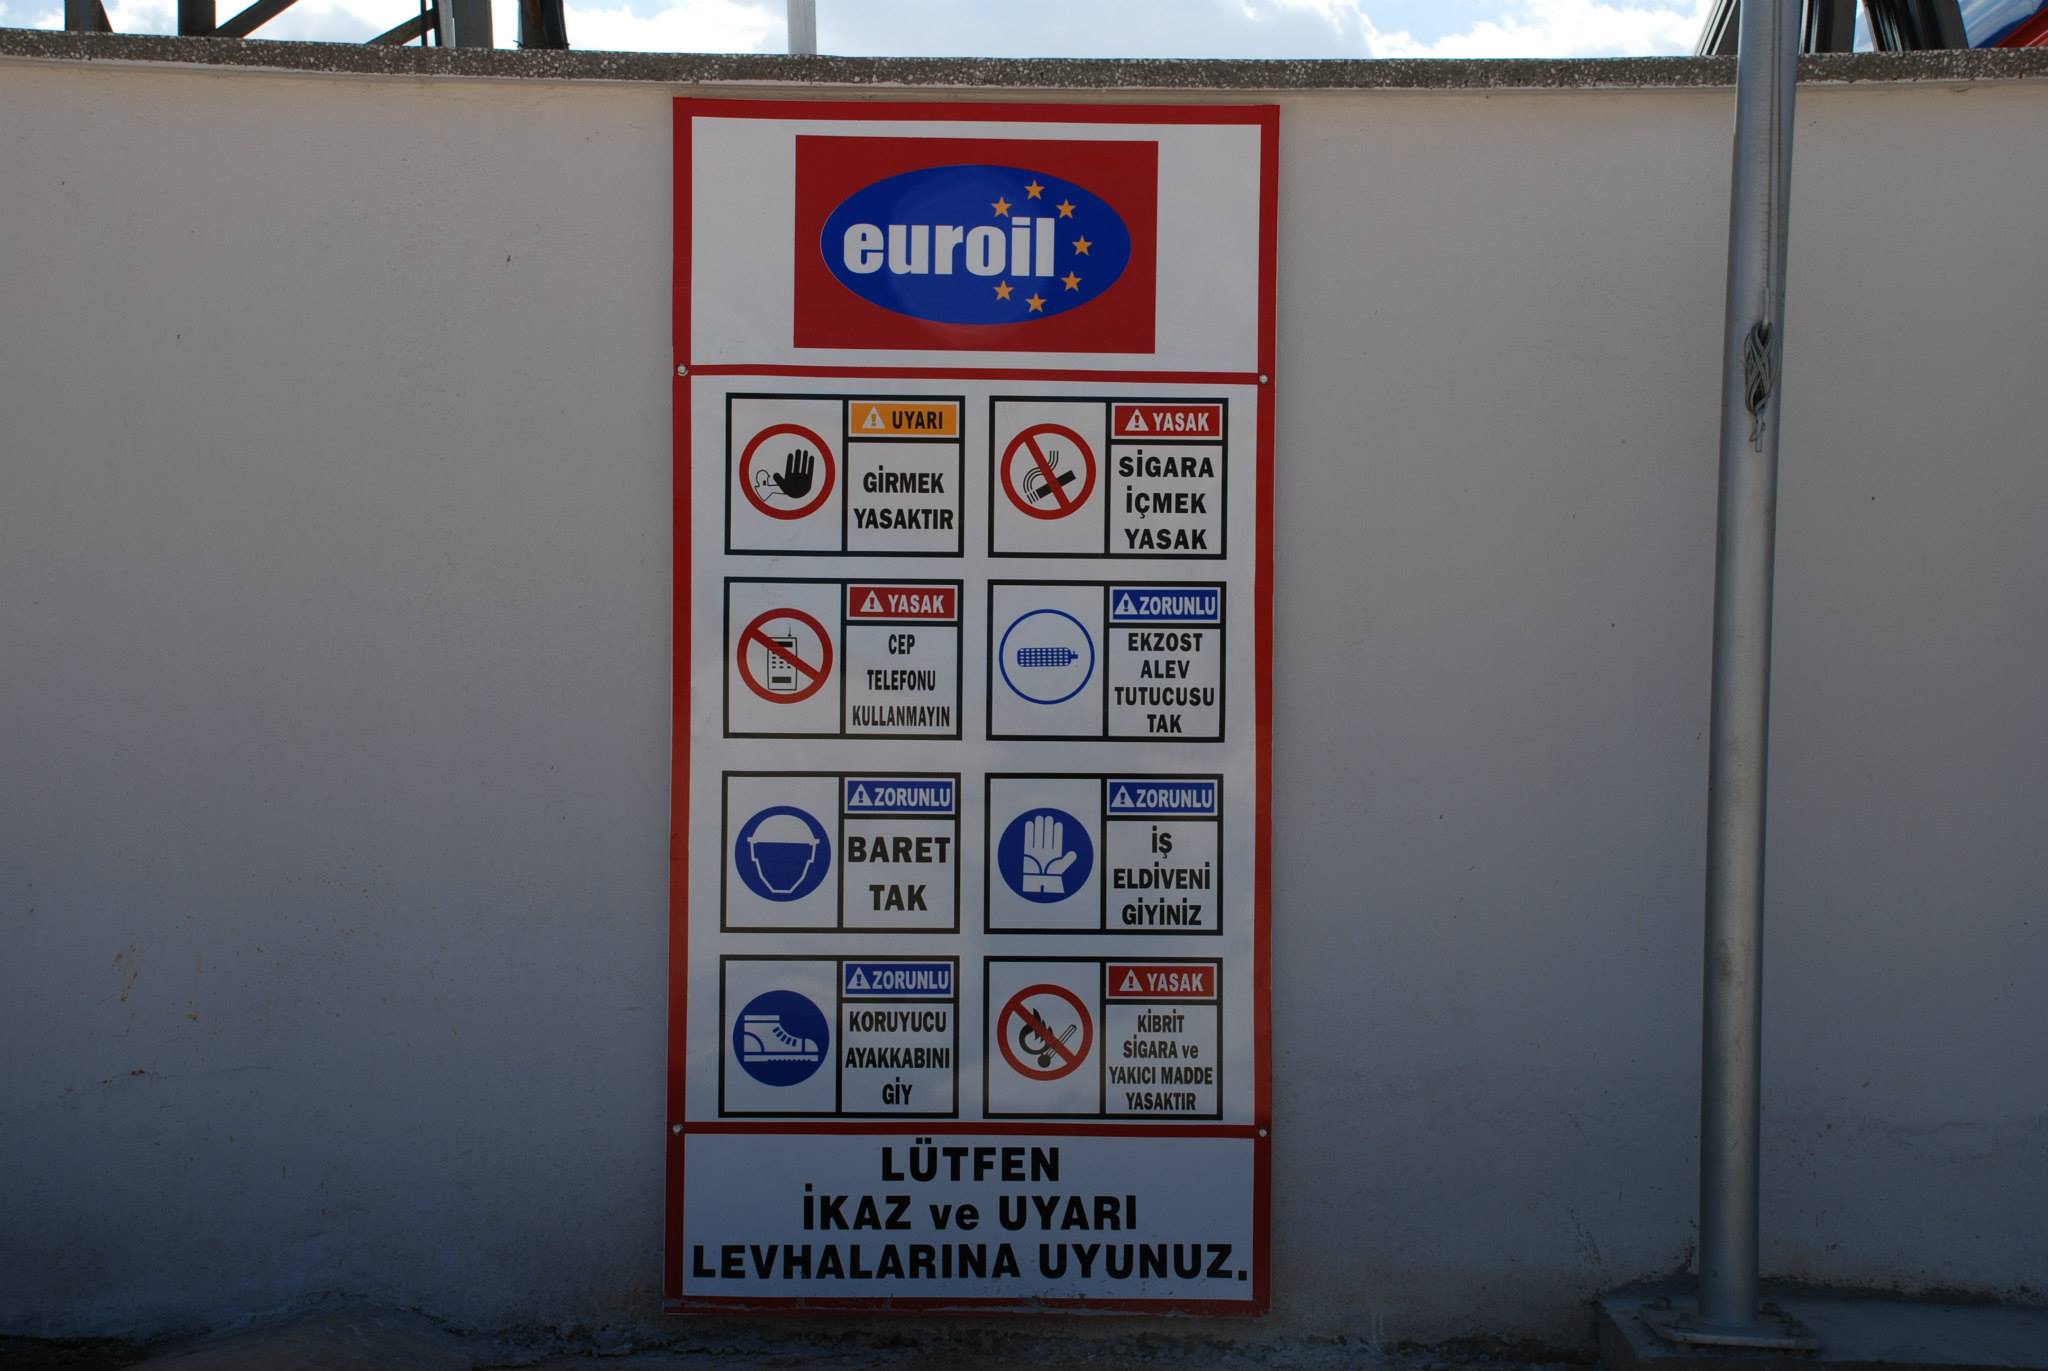 euroil
UYARI
GİRMEK
YASAKTIR
YASAK
SİGARA
İÇMEK
YASAK
YASAK
CEP
TELEFONU
KULLANMAYIN
ZORUNLU
EKZOST
ALEV
TUTUCUSU
TAK
ZORUNLU
BARET
TAK
ZORUNLU
İŞ
ELDİVENİ
GİYİNİZ
ZORUNLU
KORUYUCU
AYAKKABINI
GİY
YASAK
KİBRİT
SİGARA ve
YAKICI MADDE
YASAKTIR
LÜTFEN
İKAZ ve UYARI
LEVHALARINA UYUNUZ.